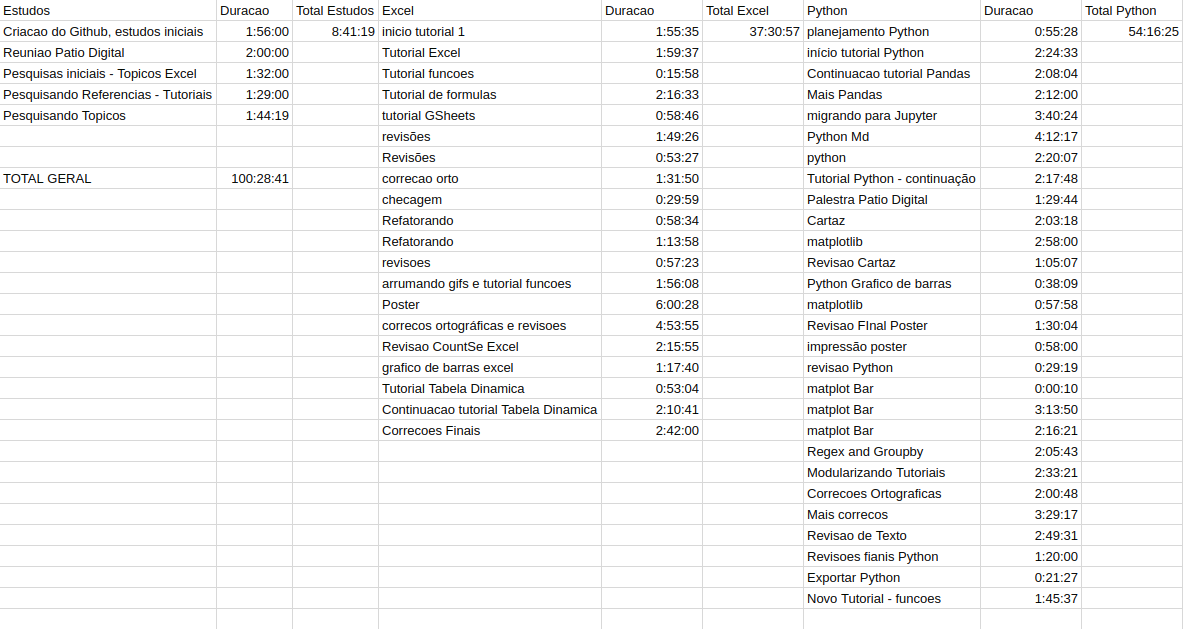 Estudos Duracao Total Estudos Excel Duracao Total Excel Python Duracao Total Python
Criacao do Github, estudos iniciais 1:56:00 8:41:19 inicio tutorial 1 1:55:35 37:30:57 planejamento Python 0:55:28 54:16:25
Reuniao Patio Digital 2:00:00 Tutorial Excel 1:59:37 início tutorial Python 2:24:33
Pesquisas iniciais - Topicos Excel 1:32:00 Tutorial funcoes 0:15:58 Continuacao tutorial Pandas 2:08:04
Pesquisando Referencias - Tutoriais 1:29:00 Tutorial de formulas 2:16:33 Mais Pandas 2:12:00
Pesquisando Topicos 1:44:19 tutorial GSheets 0:58:46 migrando para Jupyter 3:40:24
revisões 1:49:26 Python Md 4:12:17
Revisões 0:53:27 python 2:20:07
TOTAL GERAL 100:28:41 correcao orto 1:31:50 Tutorial Python - continuação 2:17:48
checagem 0:29:59 Palestra Patio Digital 1:29:44
Refatorando 0:58:34 Cartaz 2:03:18
Refatorando 1:13:58 matplotlib 2:58:00
revisoes 0:57:23 Revisao Cartaz 1:05:07
arrumando gifs e tutorial funcoes 1:56:08 Python Grafico de barras 0:38:09
Poster 6:00:28 matplotlib 0:57:58
correcos ortográficas e revisoes 4:53:55 Revisao FInal Poster 1:30:04
Revisao CountSe Excel 2:15:55 impressão poster 0:58:00
grafico de barras excel 1:17:40 revisao Python 0:29:19
Tutorial Tabela Dinamica 0:53:04 matplot Bar 0:00:10
Continuacao tutorial Tabela Dinamica 2:10:41 matplot Bar 3:13:50
Correcoes Finais 2:42:00 matplot Bar 2:16:21
Regex and Groupby 2:05:43
Modularizando Tutoriais 2:33:21
Correcoes Ortograficas 2:00:48
Mais correcos 3:29:17
Revisao de Texto 2:49:31
Revisoes fianis Python 1:20:00
Exportar Python 0:21:27
Novo Tutorial - funcoes 1:45:37